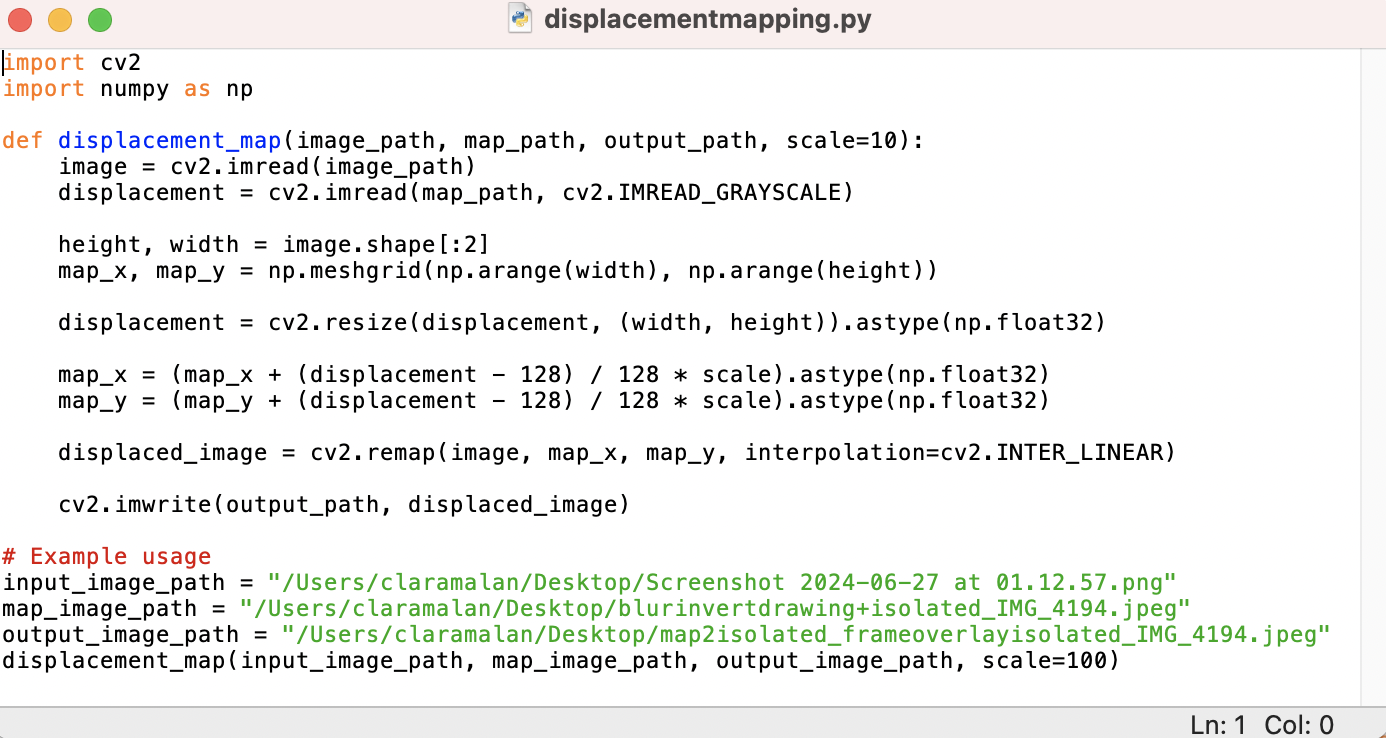 displacementmapping.py
import cv2
import numpy as np
def displacement_map(image_path, map_path, output_path, scale=10):
    image = cv2.imread(image_path)
    displacement = cv2.imread(map_path, cv2.IMREAD_GRAYSCALE)
    height, width = image.shape[:2]
    map_x, map_y = np.meshgrid(np.arange(width), np.arange(height))
    displacement = cv2.resize(displacement, (width, height)).astype(np.float32)
    map_x = (map_x + (displacement - 128) / 128 * scale).astype(np.float32)
    map_y = (map_y + (displacement - 128) / 128 * scale).astype(np.float32)
    displaced_image = cv2.remap(image, map_x, map_y, interpolation=cv2.INTER_LINEAR)
    cv2.imwrite(output_path, displaced_image)
# Example usage
input_image_path = "/Users/claramalan/Desktop/Screenshot 2024-06-27 at 01.12.57.png"
map_image_path = "/Users/claramalan/Desktop/blurinvertdrawing+isolated_IMG_4194.jpeg"
output_image_path = "/Users/claramalan/Desktop/map2isolated_frameoverlayisolated_IMG_4194.jpeg"
displacement_map(input_image_path, map_image_path, output_image_path, scale=100)
Ln: 1 Col: 0